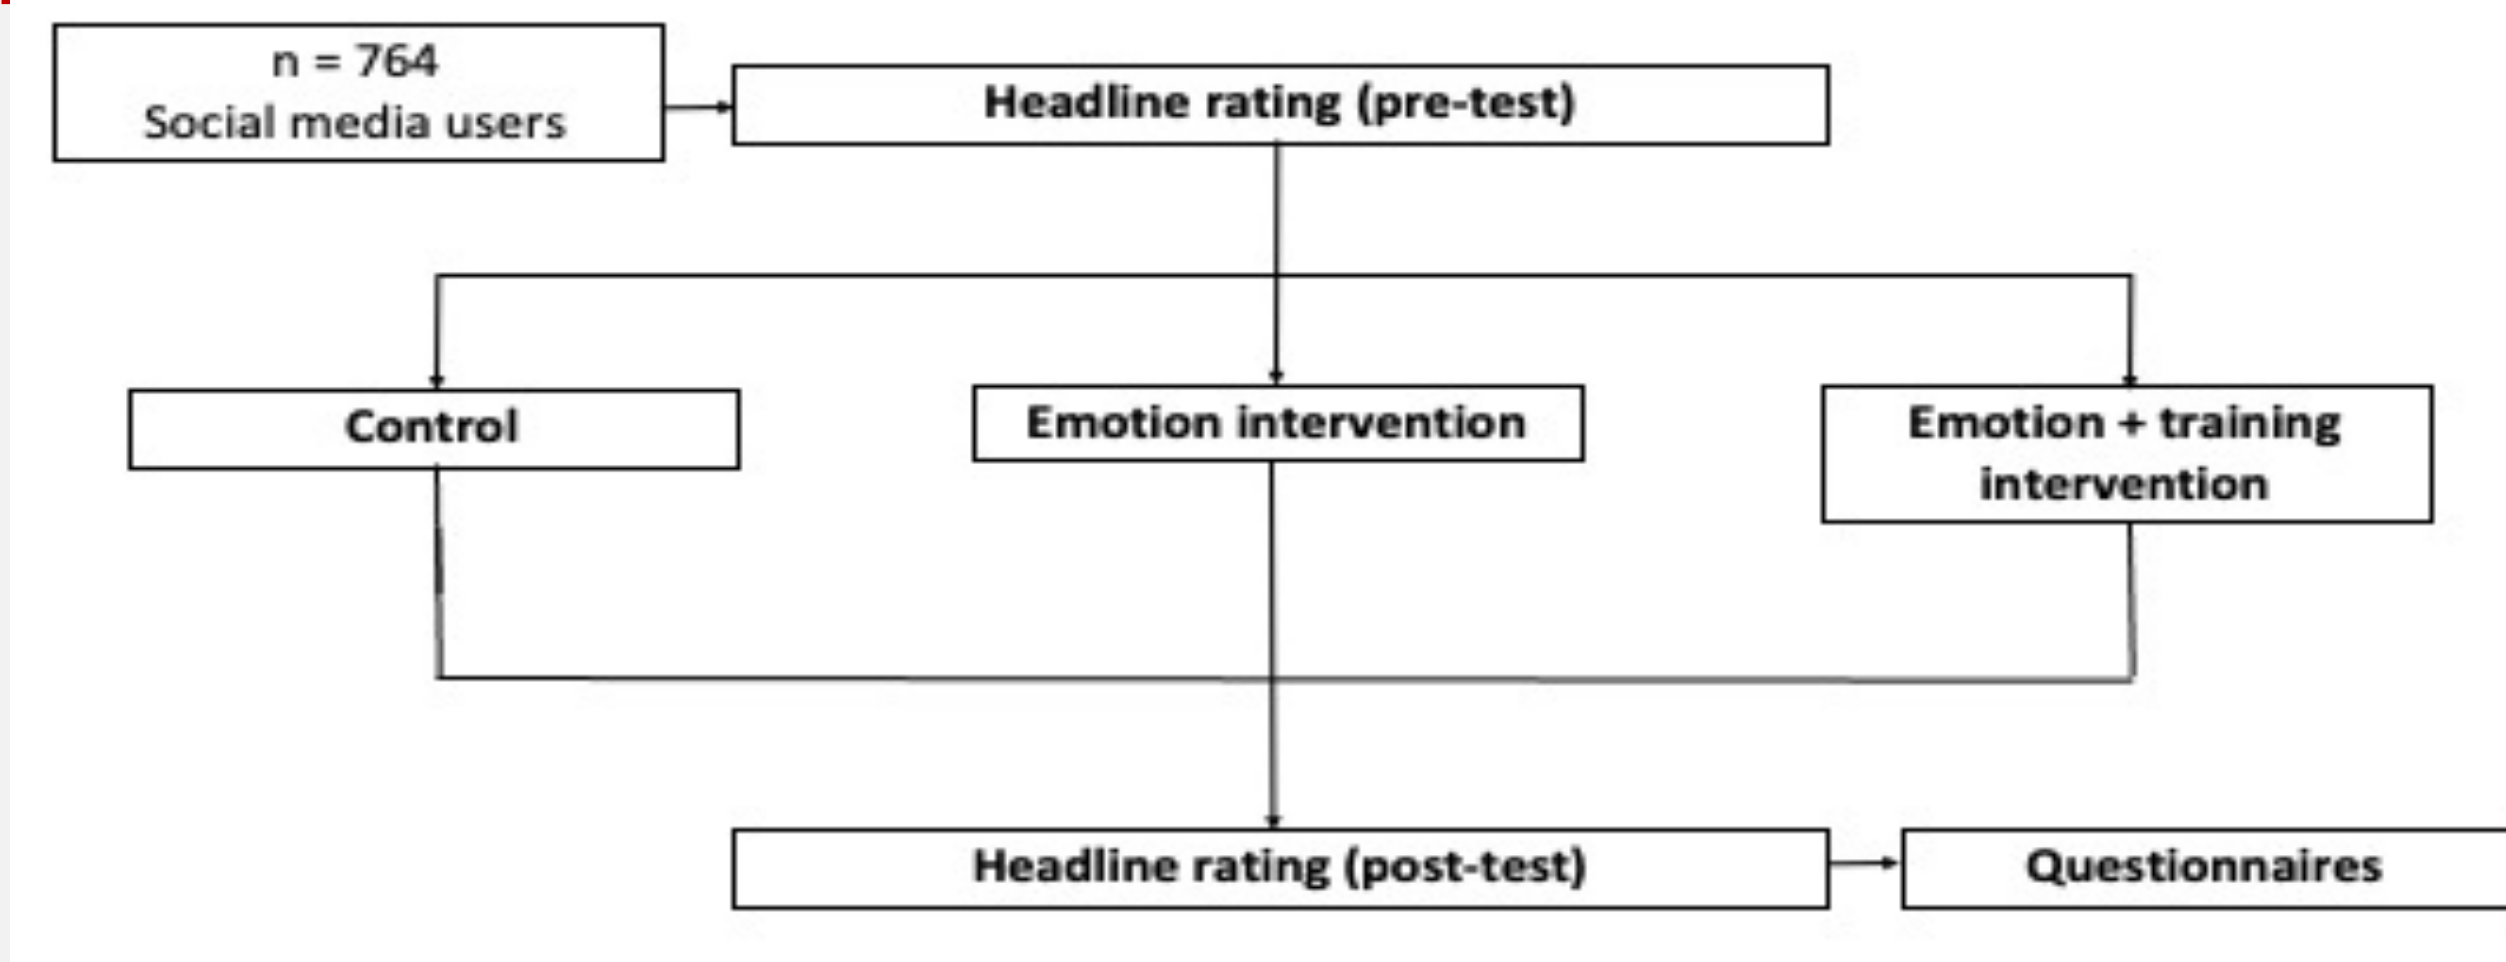 n = 764
Social media users
Headline rating (pre-test)
Control
Emotion intervention
Emotion + training
intervention
Headline rating (post-test)
Questionnaires